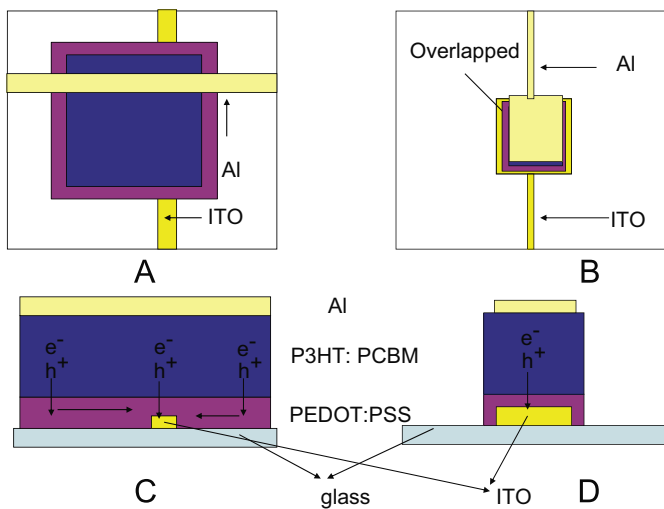 Overlapped
Al
Al
ITO
ITO
A
B
Al
e-
h+
e-
h+
e-
h+
P3HT: PCBM
e-
h+
PEDOT:PSS
C
glass
ITO
D